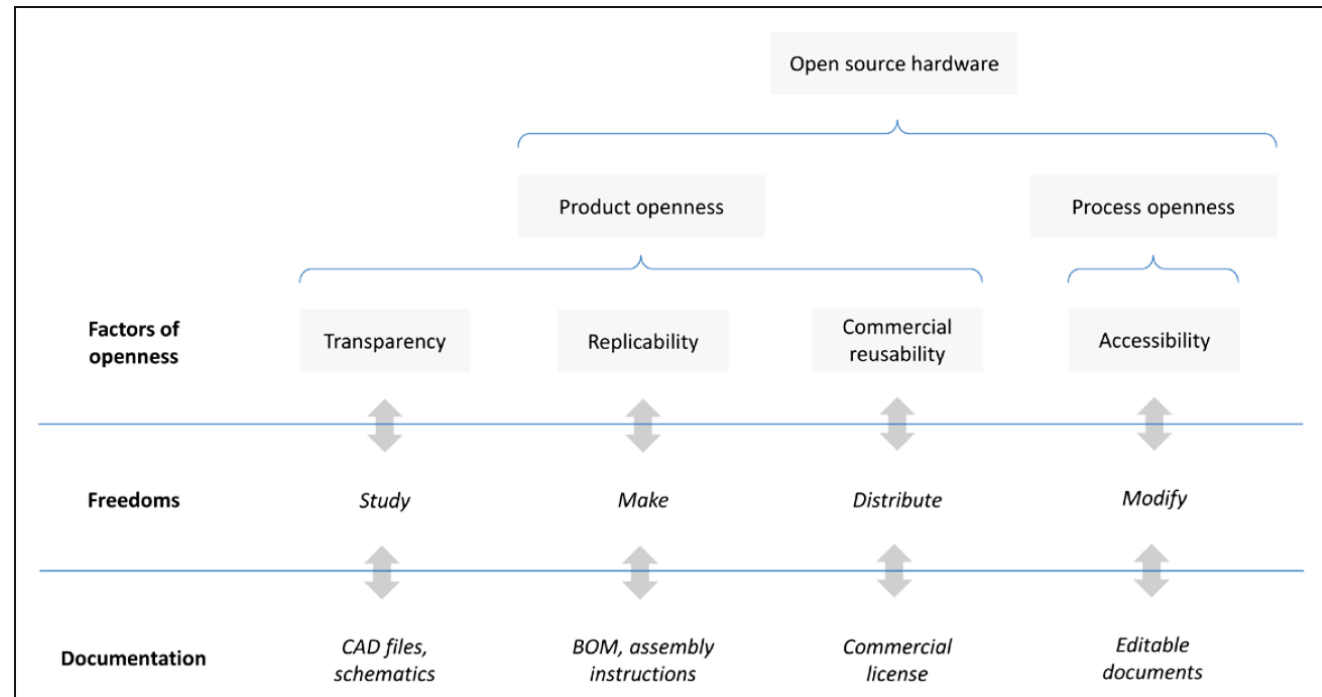 Open source hardware
Product openness
Process openness
Factors of
openness
Transparency
Replicability
Commercial
reusability
Accessibility
Freedoms
Study
Make
Distribute
Modify
Documentation
CAD files,
schematics
BOM, assembly
instructions
Commercial
license
Editable
documents